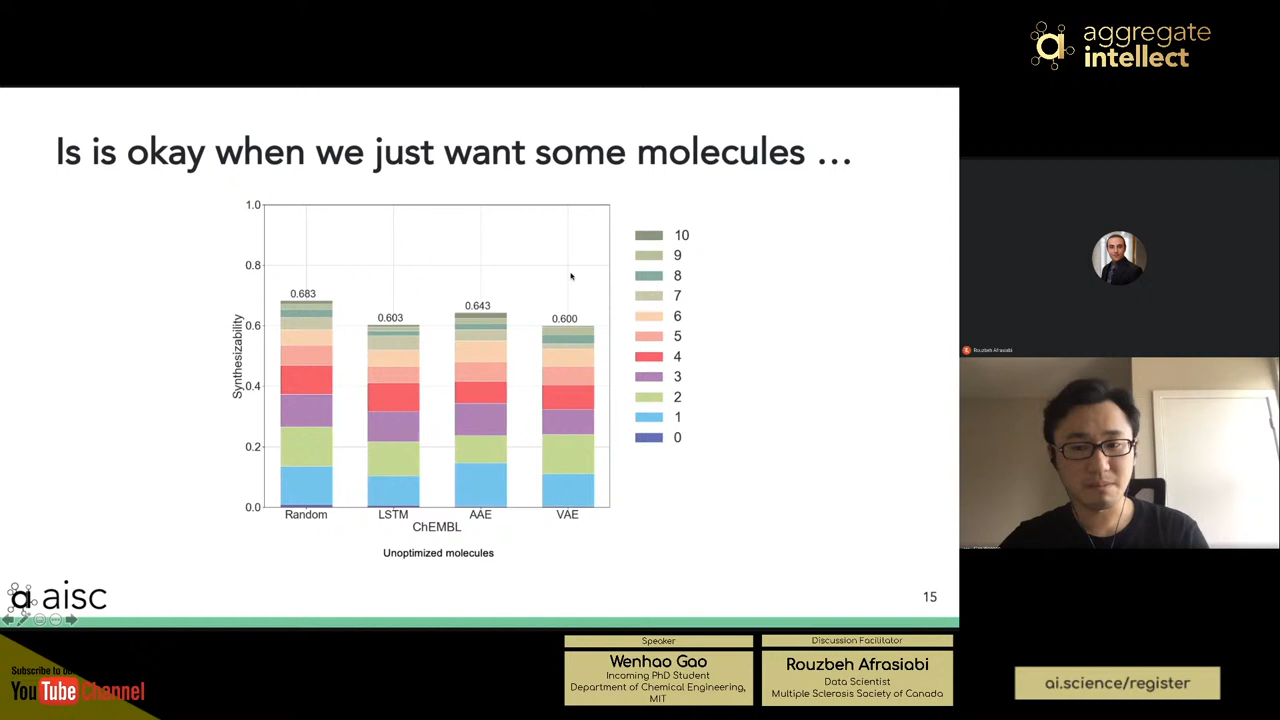 aggregate
intellect
Is is okay when we just want some molecules …
1.0
0.8
0.6
0.4
0.2
0.0
Synthesizability
0.683
0.603
0.643
0.600
Random
LSTM
AAE
VAE
ChEMBL
Unoptimized molecules
10
9
8
7
6
5
4
3
2
1
0
Rouzbeh Afrasiabi
a aisc
15
Subscribe to
YouTube Channel
Speaker
Wenhao Gao
Incoming PhD Student
Department of Chemical Engineering,
MIT
Discussion Facilitator
Rouzbeh Afrasiabi
Data Scientist
Multiple Sclerosis Society of Canada
ai.science/register